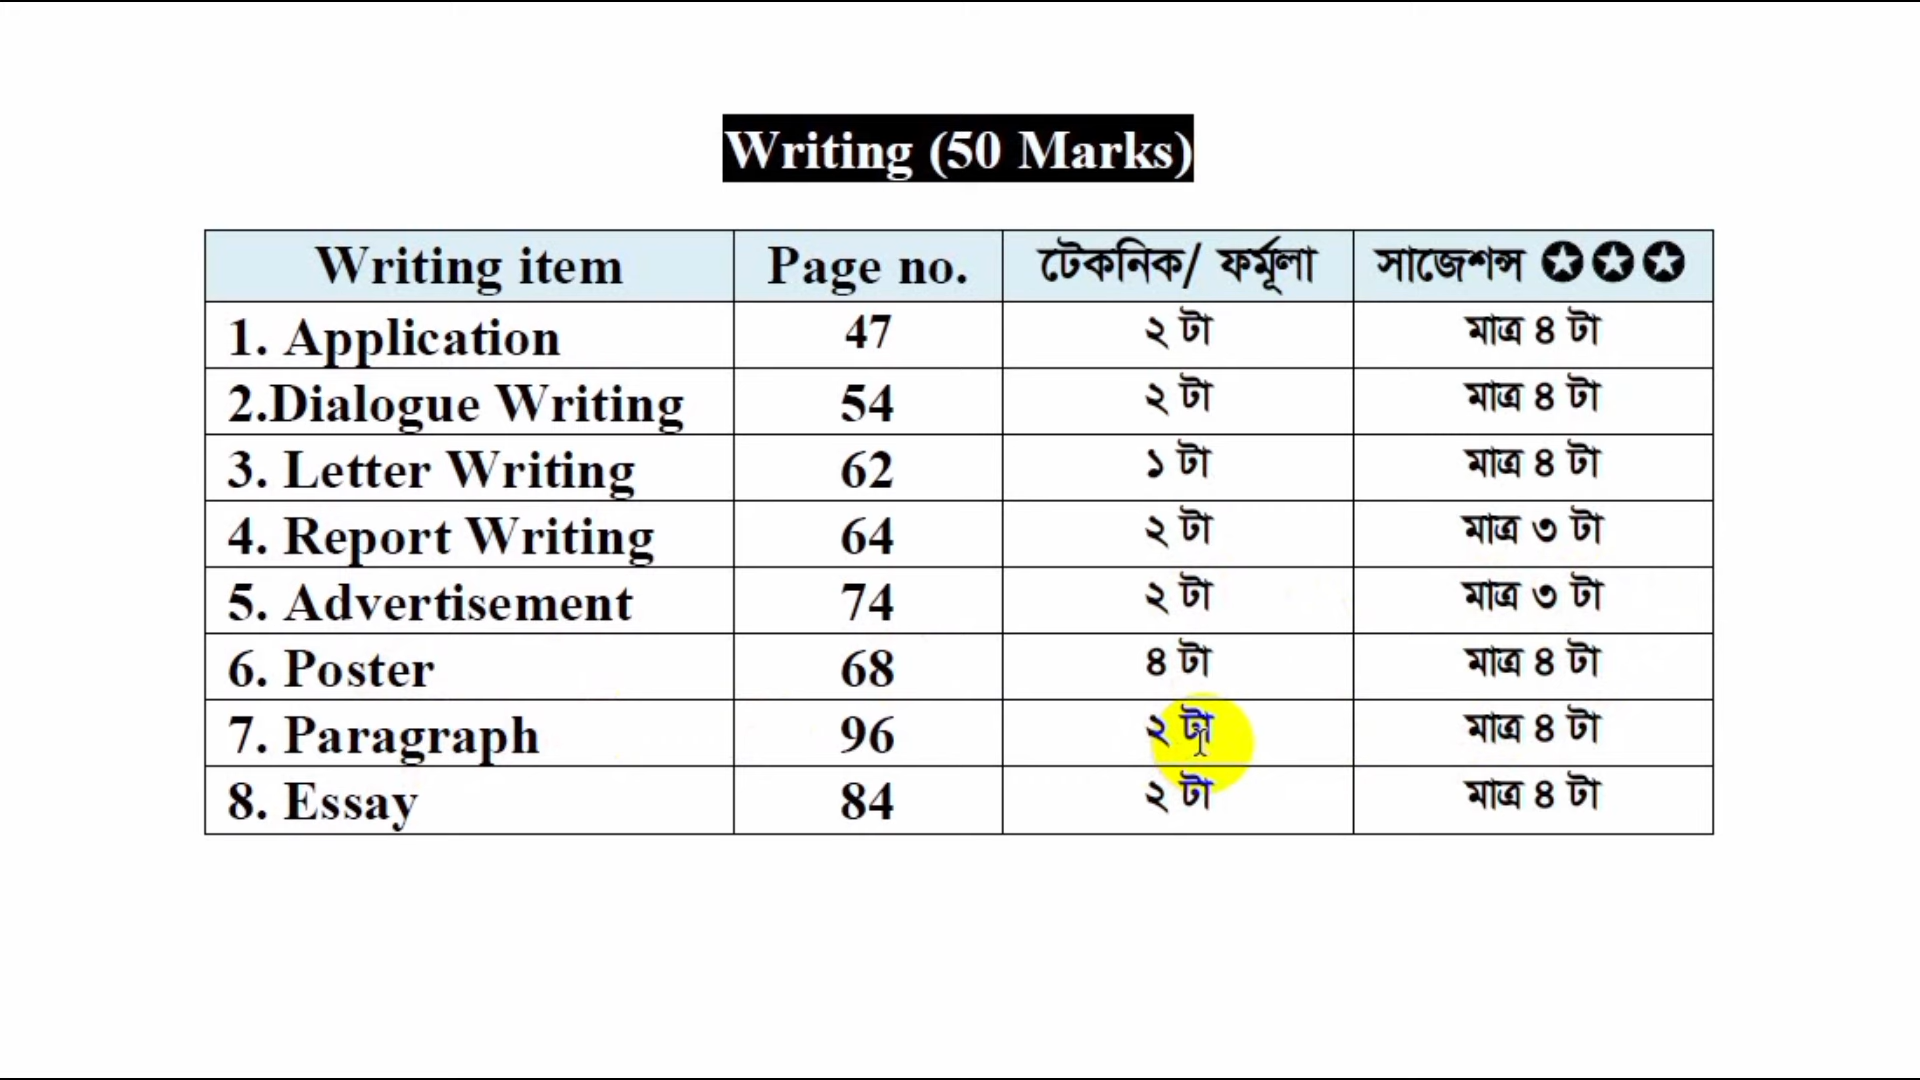 Writing (50 Marks)
Writing item Page no. টেকনিক/ ফর্মূলা সাজেশন্স ✪✪✪
1. Application 47 ২ টা মাত্র ৪ টা
2.Dialogue Writing 54 ২ টা মাত্র ৪ টা
3. Letter Writing 62 ১ টা মাত্র ৪ টা
4. Report Writing 64 ২ টা মাত্র ৩ টা
5. Advertisement 74 ২ টা মাত্র ৩ টা
6. Poster 68 ৪ টা মাত্র ৪ টা
7. Paragraph 96 ২ টা মাত্র ৪ টা
8. Essay 84 ২ টা মাত্র ৪ টা